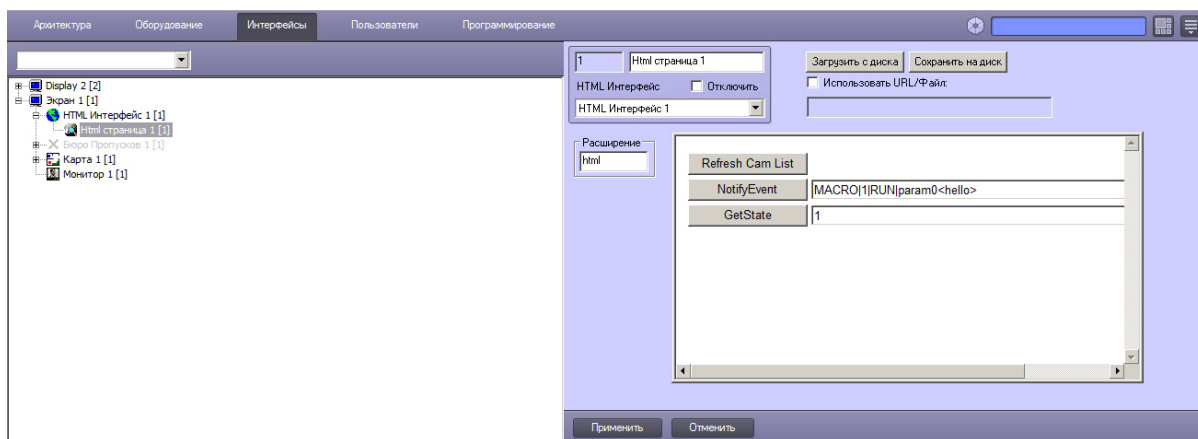 Архитектура Оборудование Интерфейсы Пользователи Программирование
Display 2 [2]
Экран 1 [1]
HTML Интерфейс 1 [1]
Html страница 1 [1]
Бюро Пропусков 1 [1]
Карта 1 [1]
Монитор 1 [1]
1 Html страница 1
HTML Интерфейс Отключить
HTML Интерфейс 1
Загрузить с диска Сохранить на диск
Использовать URL/Файл:
Расширение
html
Refresh Cam List
NotifyEvent MACRO|1|RUN|param0<hello>
GetState 1
Применить Отменить